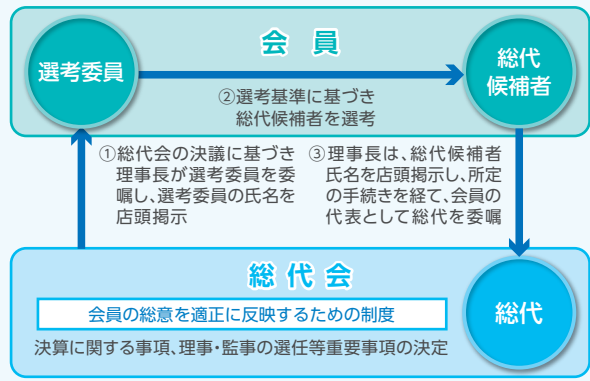 会員
選考委員
総代
候補者
②選考基準に基づき
総代候補者を選考
①総代会の決議に基づき
理事長が選考委員を委
嘱し、選考委員の氏名を
店頭掲示
③理事長は、総代候補者
氏名を店頭掲示し、所定
の手続きを経て、会員の
代表として総代を委嘱
総代会
会員の総意を適正に反映するための制度
決算に関する事項、理事・監事の選任等重要事項の決定
総代